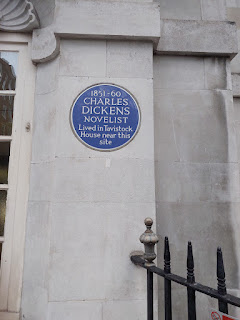 1851-60
CHARLES
DICKENS
NOVELIST
Lived in Tavistock
House near this
site